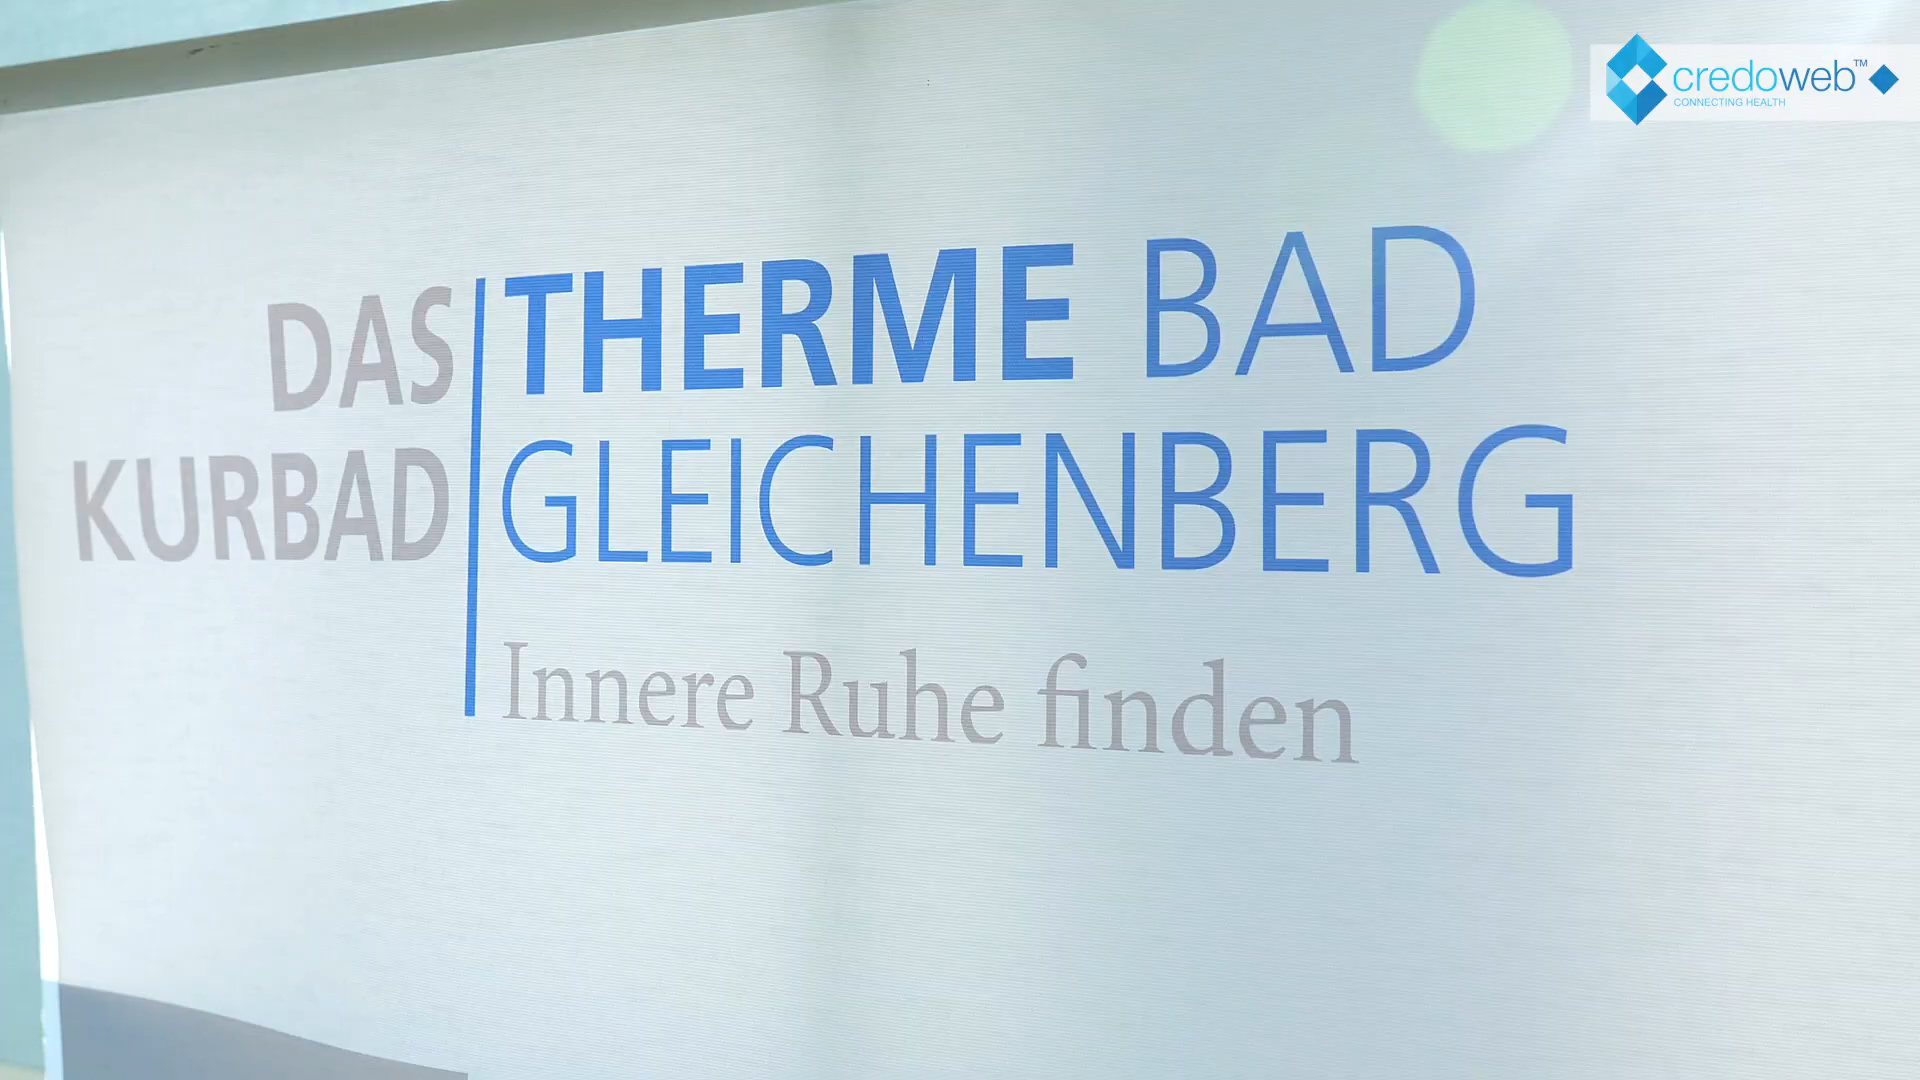 DAS
KURBAD
THERME BAD
GLEICHENBERG
Innere Ruhe finden
credoweb™
CONNECTING HEALTH